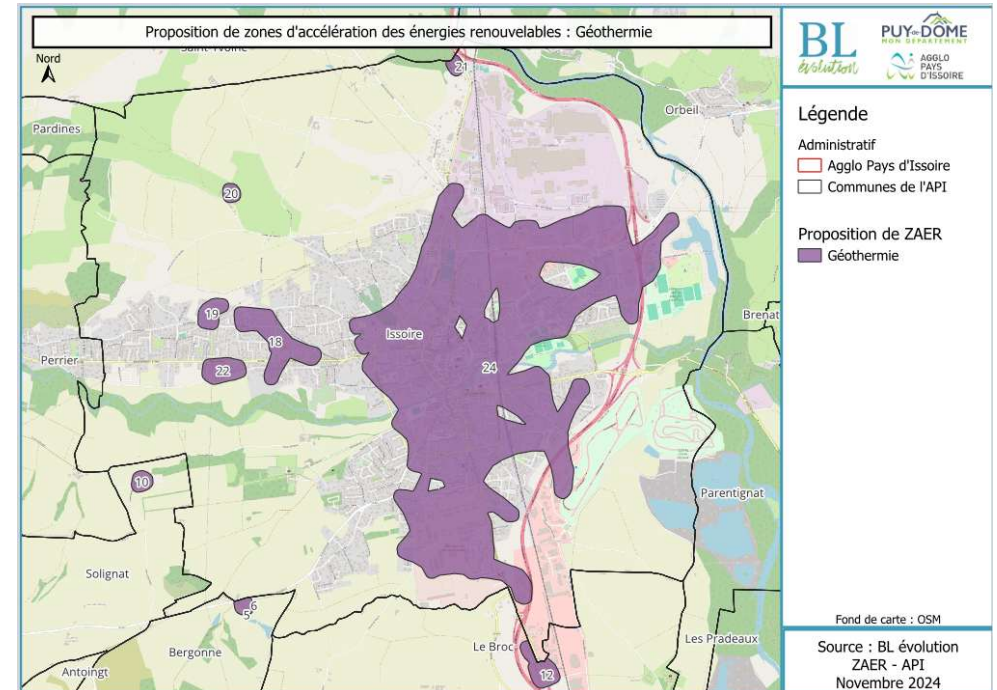 Proposition de zones d'accélération des énergies renouvelables : Géothermie
Nord
21
Orbeil
Pardines
20
19
Issoire
Brenat
18
Perrier
24
22
10
Parentignat
Solignat
6
5
Le Broc
Les Pradeaux
Bergonne
12
Antoingt
BL
évolution
PUY-DE-DÔME
MON DÉPARTEMENT
AGGLO
PAYS
D'ISSOIRE
Légende
Administratif
Agglo Pays d'Issoire
Communes de l'API
Proposition de ZAER
Géothermie
Fond de carte : OSM
Source : BL évolution
ZAER - API
Novembre 2024